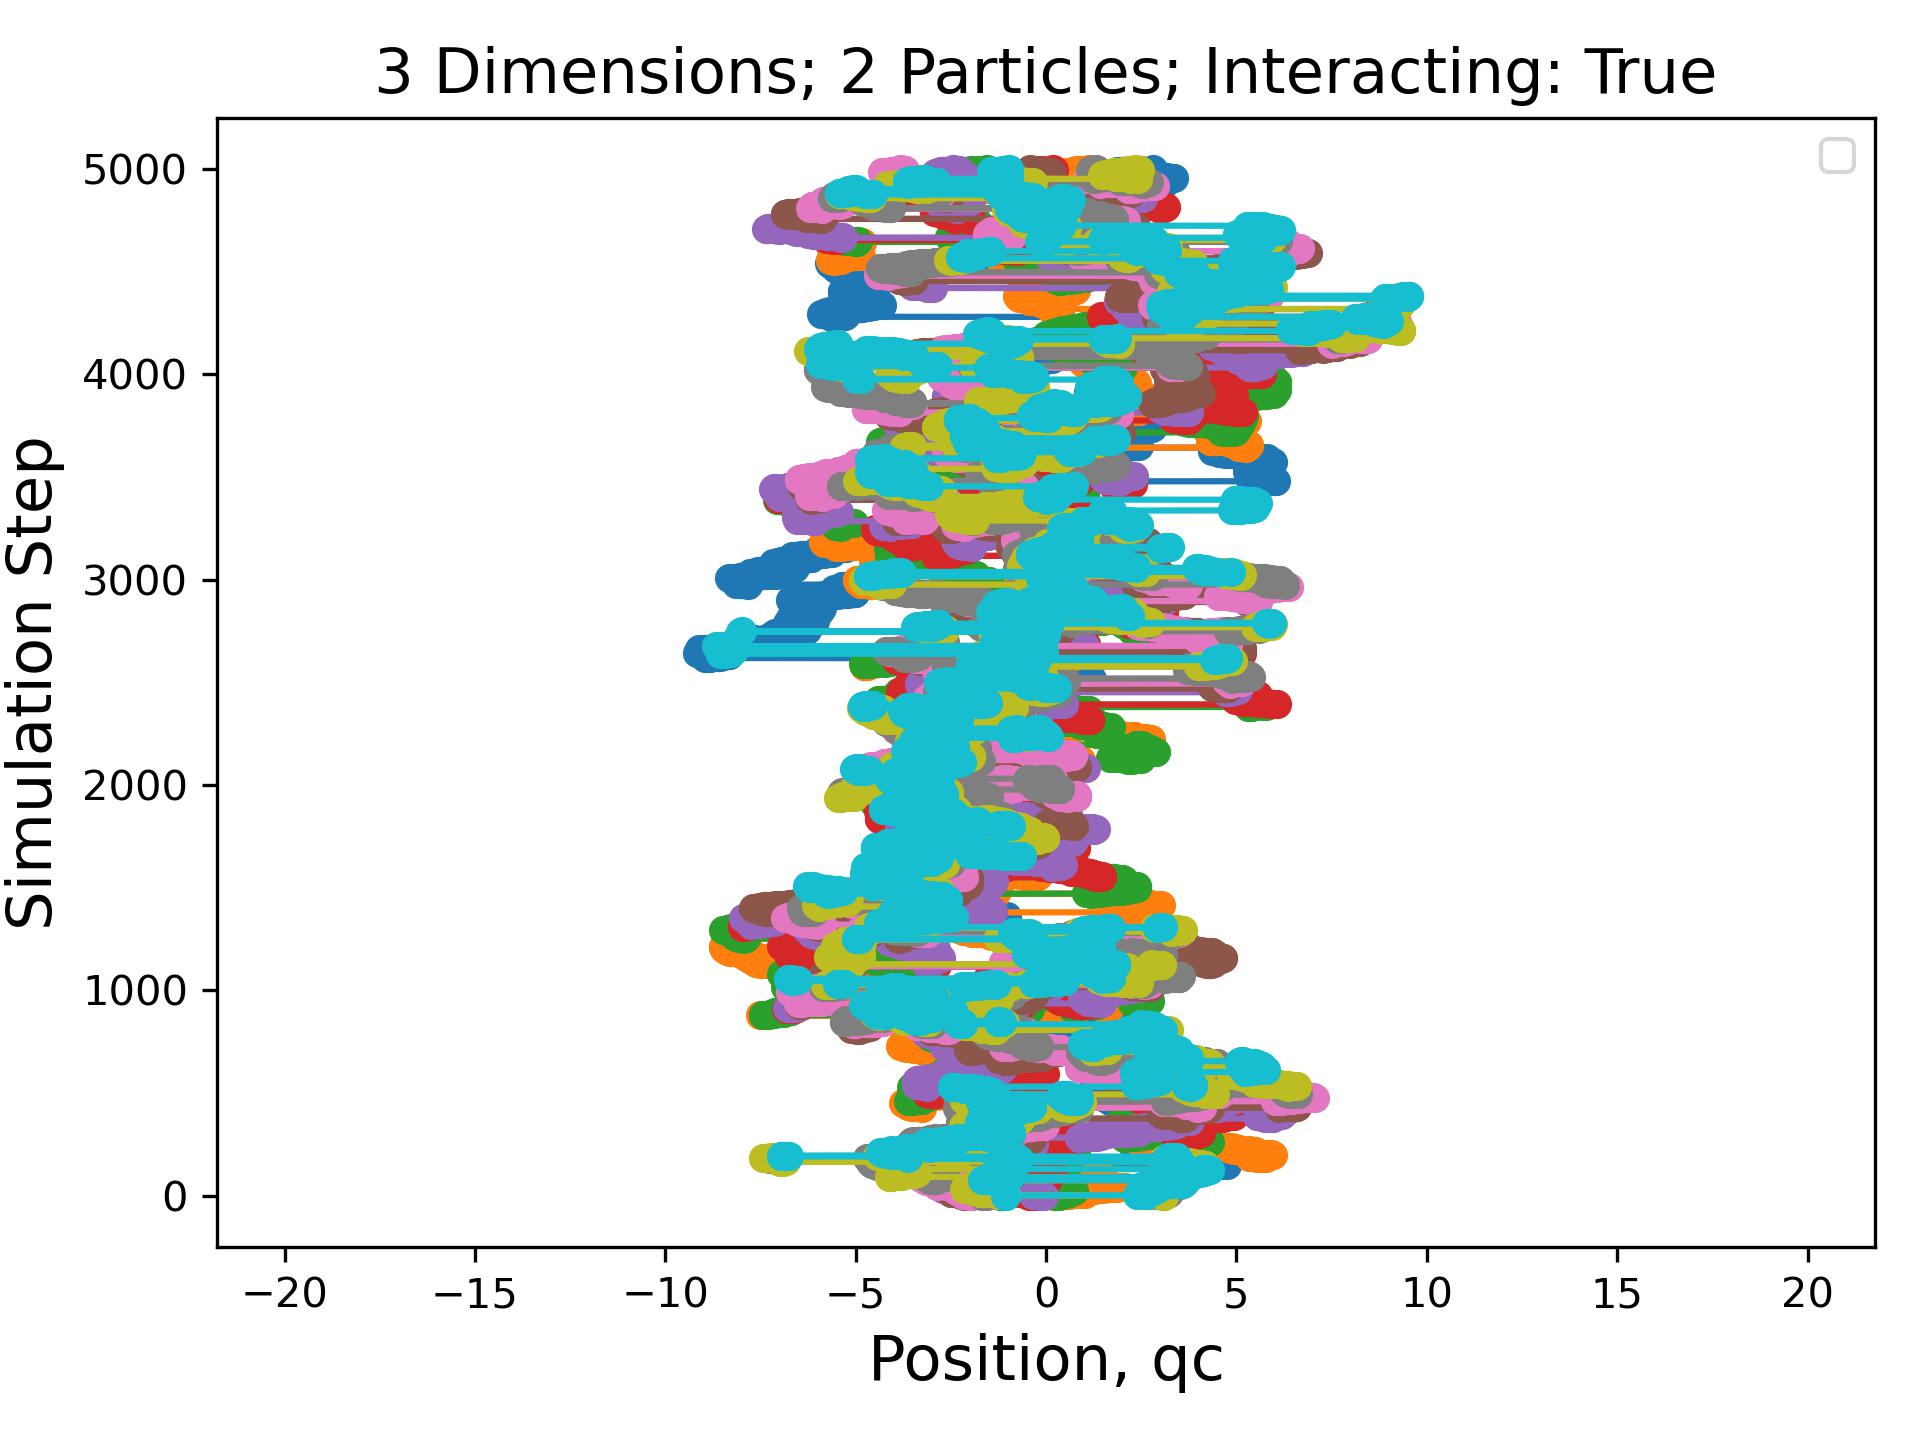 3 Dimensions; 2 Particles; Interacting: True
5000
4000
3000
2000
1000
0
Simulation Step
−20 −15 −10 −5 0 5 10 15 20
Position, qc